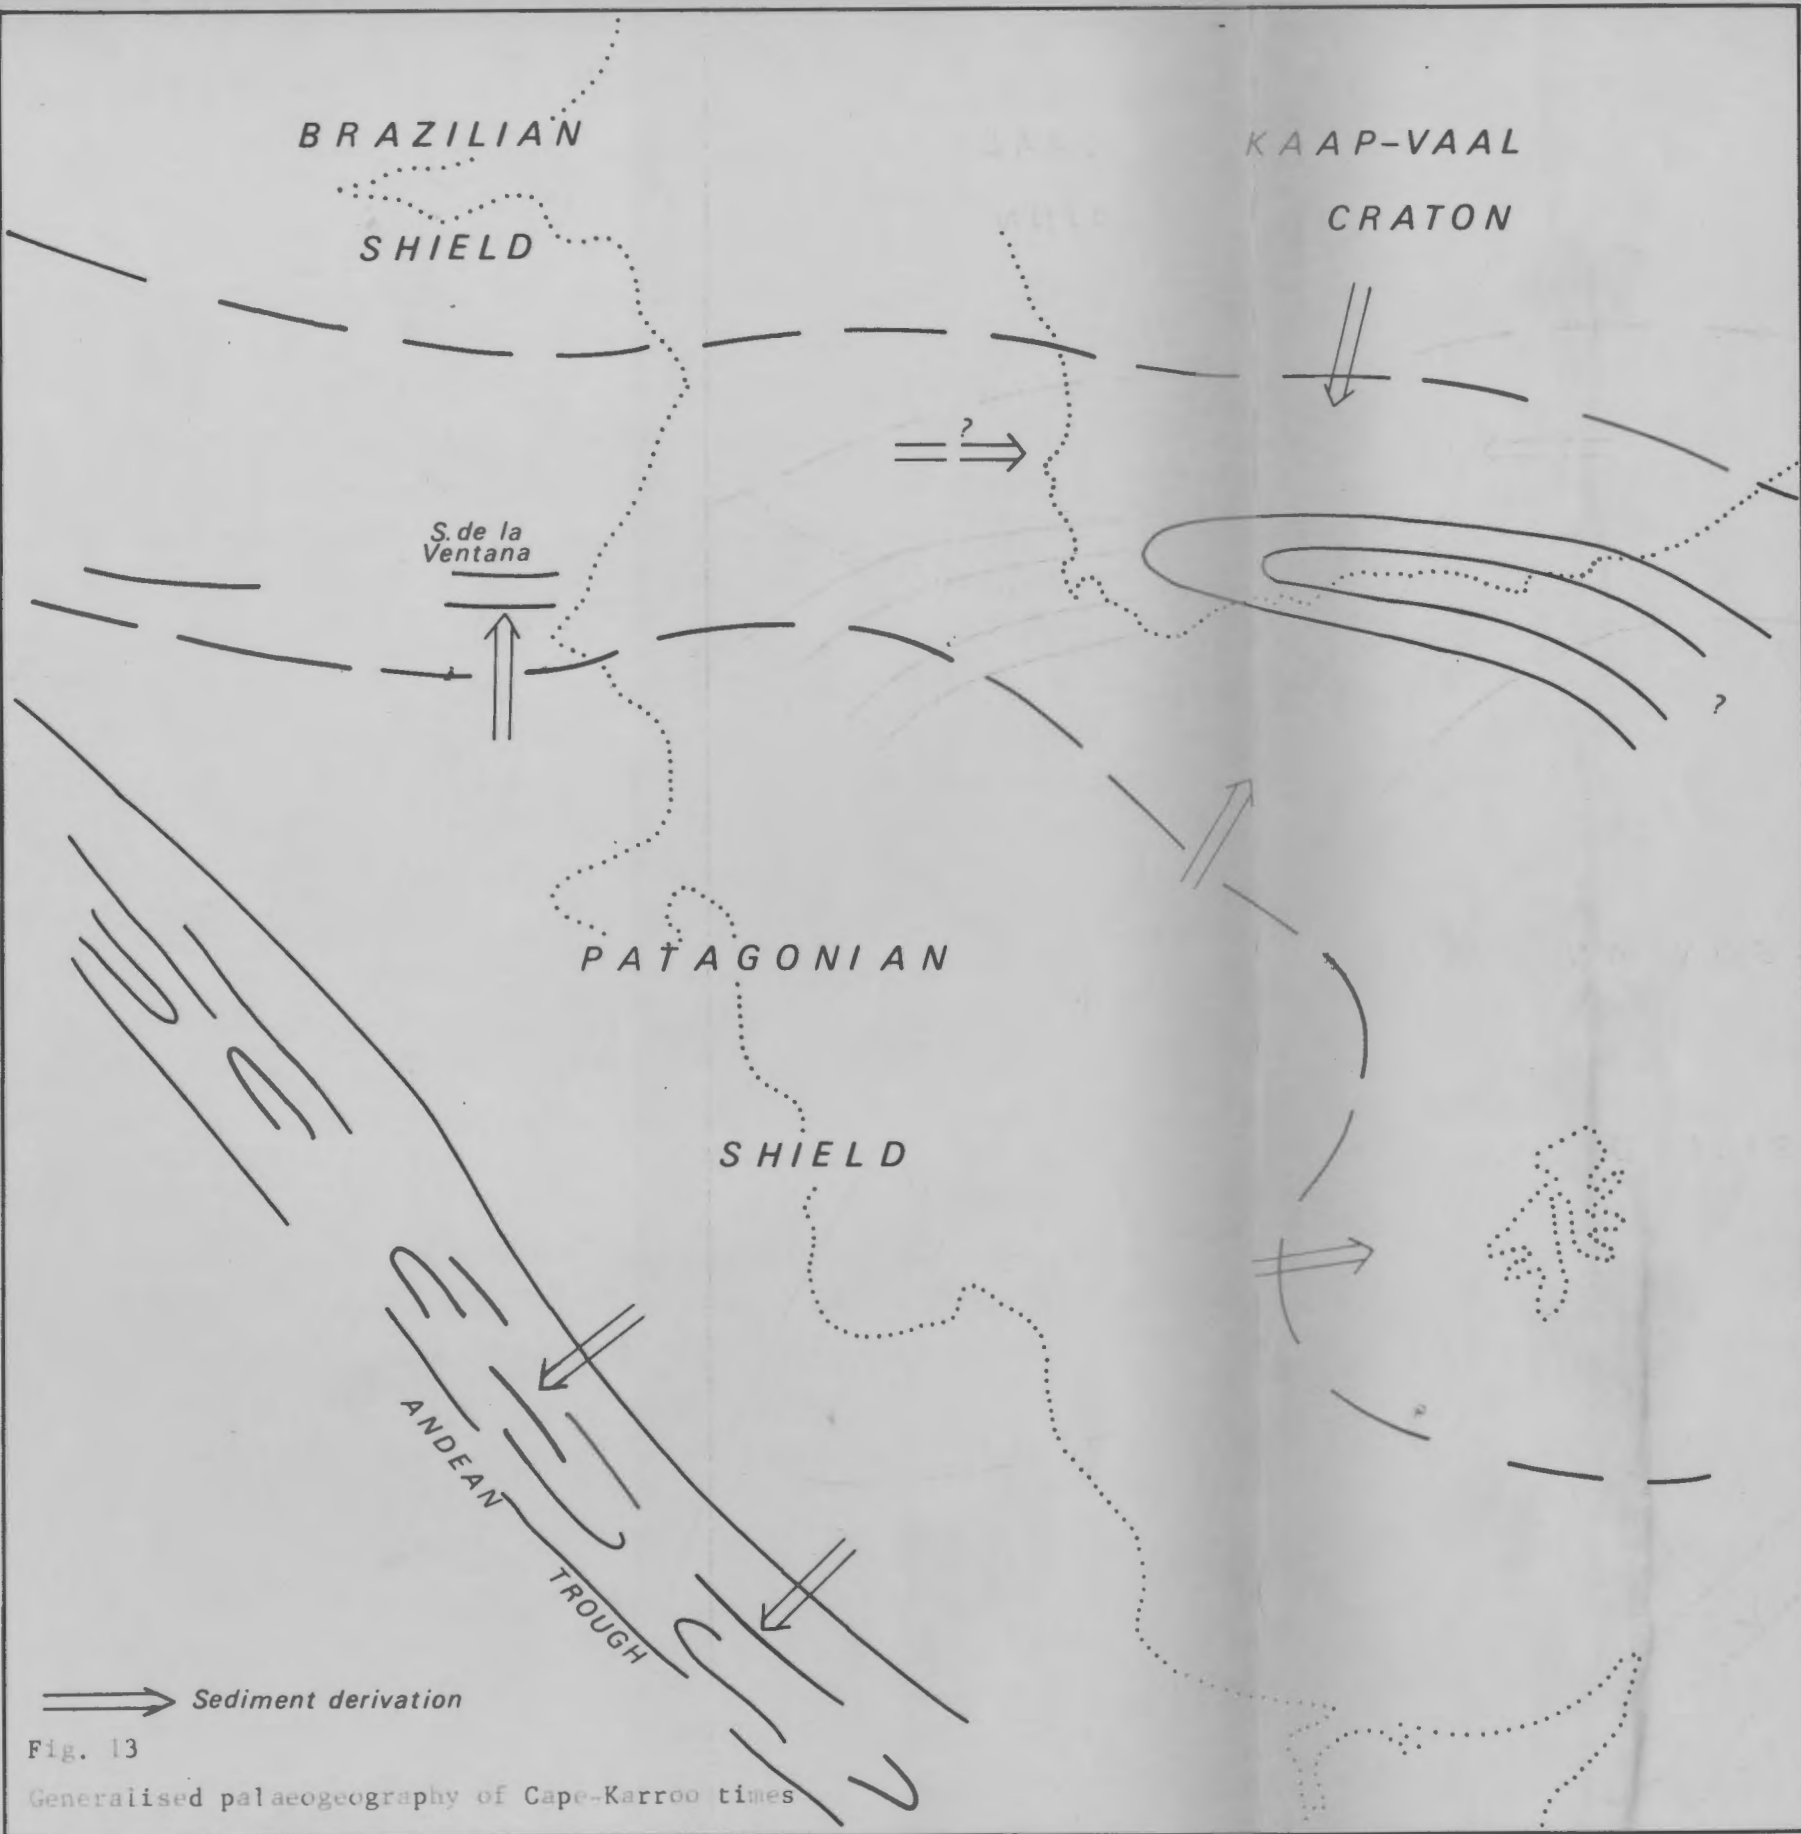 BRAZILIAN
SHIELD
KAAP-VAAL
CRATON
?
S. de la
Ventana
?
PATAGONIAN
SHIELD
ANDEAN
TROUGH
Sediment derivation
Fig. 13
Generalised palaeogeography of Cape-Karroo times